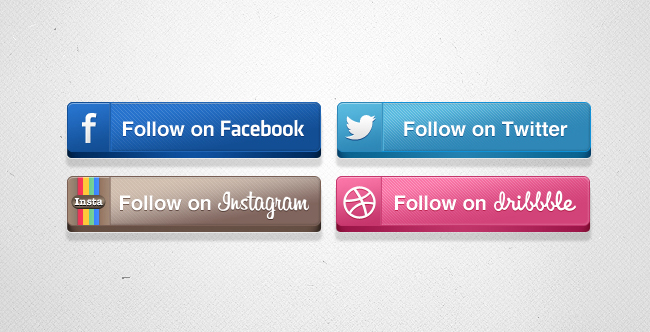 f Follow on Facebook
Follow on Twitter
Insta Follow on Instagram
Follow on dribbble